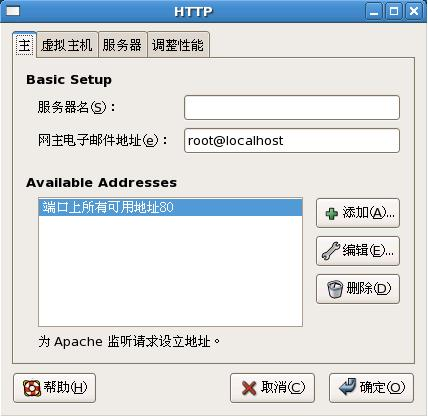 HTTP
主 虚拟主机 服务器 调整性能
Basic Setup
服务器名(S)：
网主电子邮件地址(e)： root@localhost
Available Addresses
端口上所有可用地址80
添加(A)...
编辑(E)...
删除(D)
为 Apache 监听请求设立地址。
帮助(H) 取消(C) 确定(O)